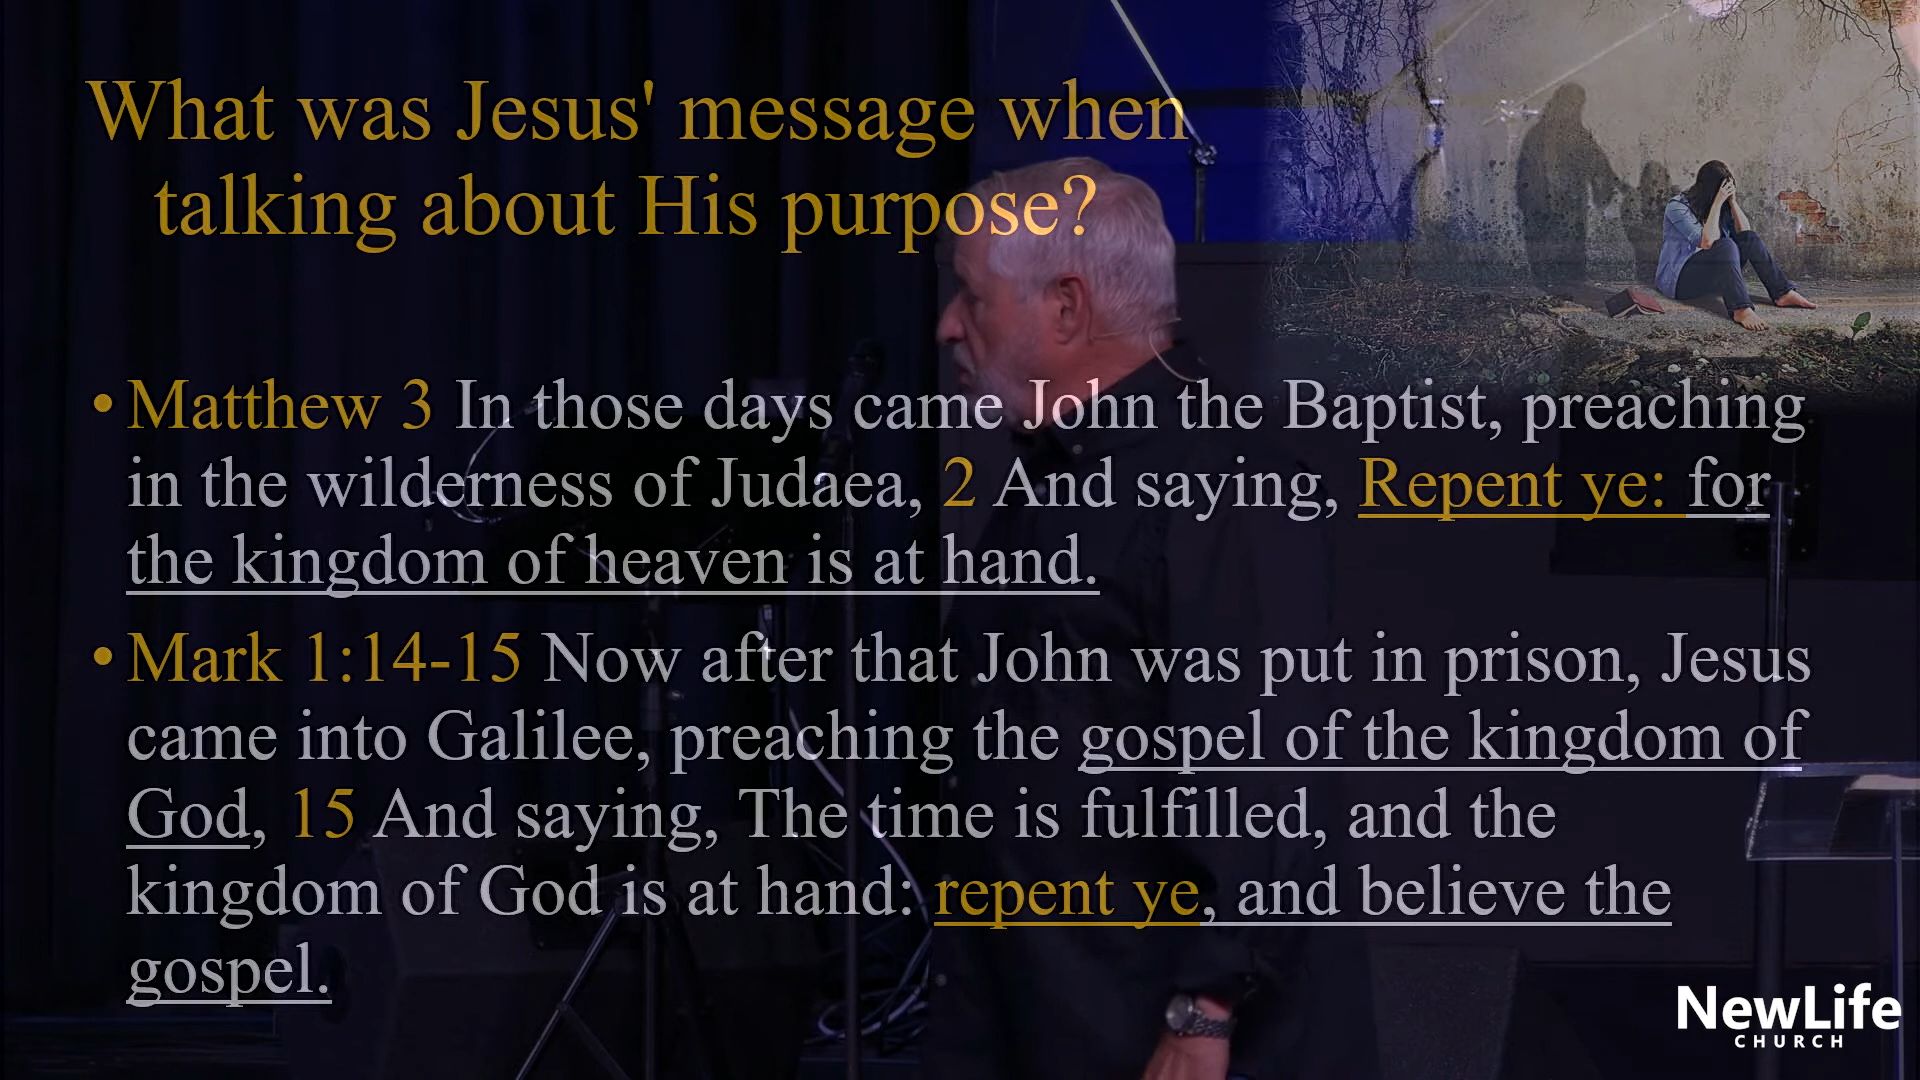 What was Jesus' message when
talking about His purpose?
• Matthew 3 In those days came John the Baptist, preaching
in the wilderness of Judaea, 2 And saying, Repent ye: for
the kingdom of heaven is at hand.
• Mark 1:14-15 Now after that John was put in prison, Jesus
came into Galilee, preaching the gospel of the kingdom of
God, 15 And saying, The time is fulfilled, and the
kingdom of God is at hand: repent ye, and believe the
gospel.
NewLife
CHURCH